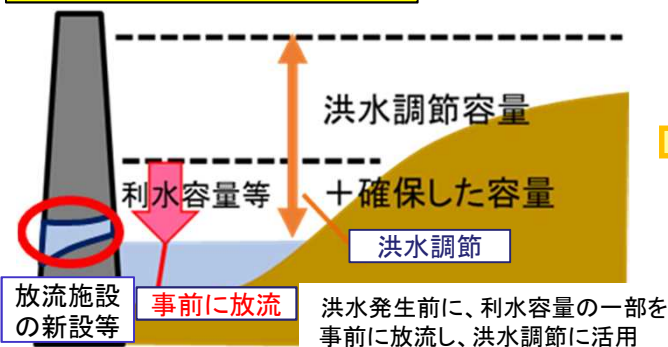 洪水調節容量
利水容量等
＋確保した容量
洪水調節
放流施設
の新設等
事前に放流
洪水発生前に、利水容量の一部を
事前に放流し、洪水調節に活用